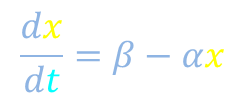 dx/dt = β − αx